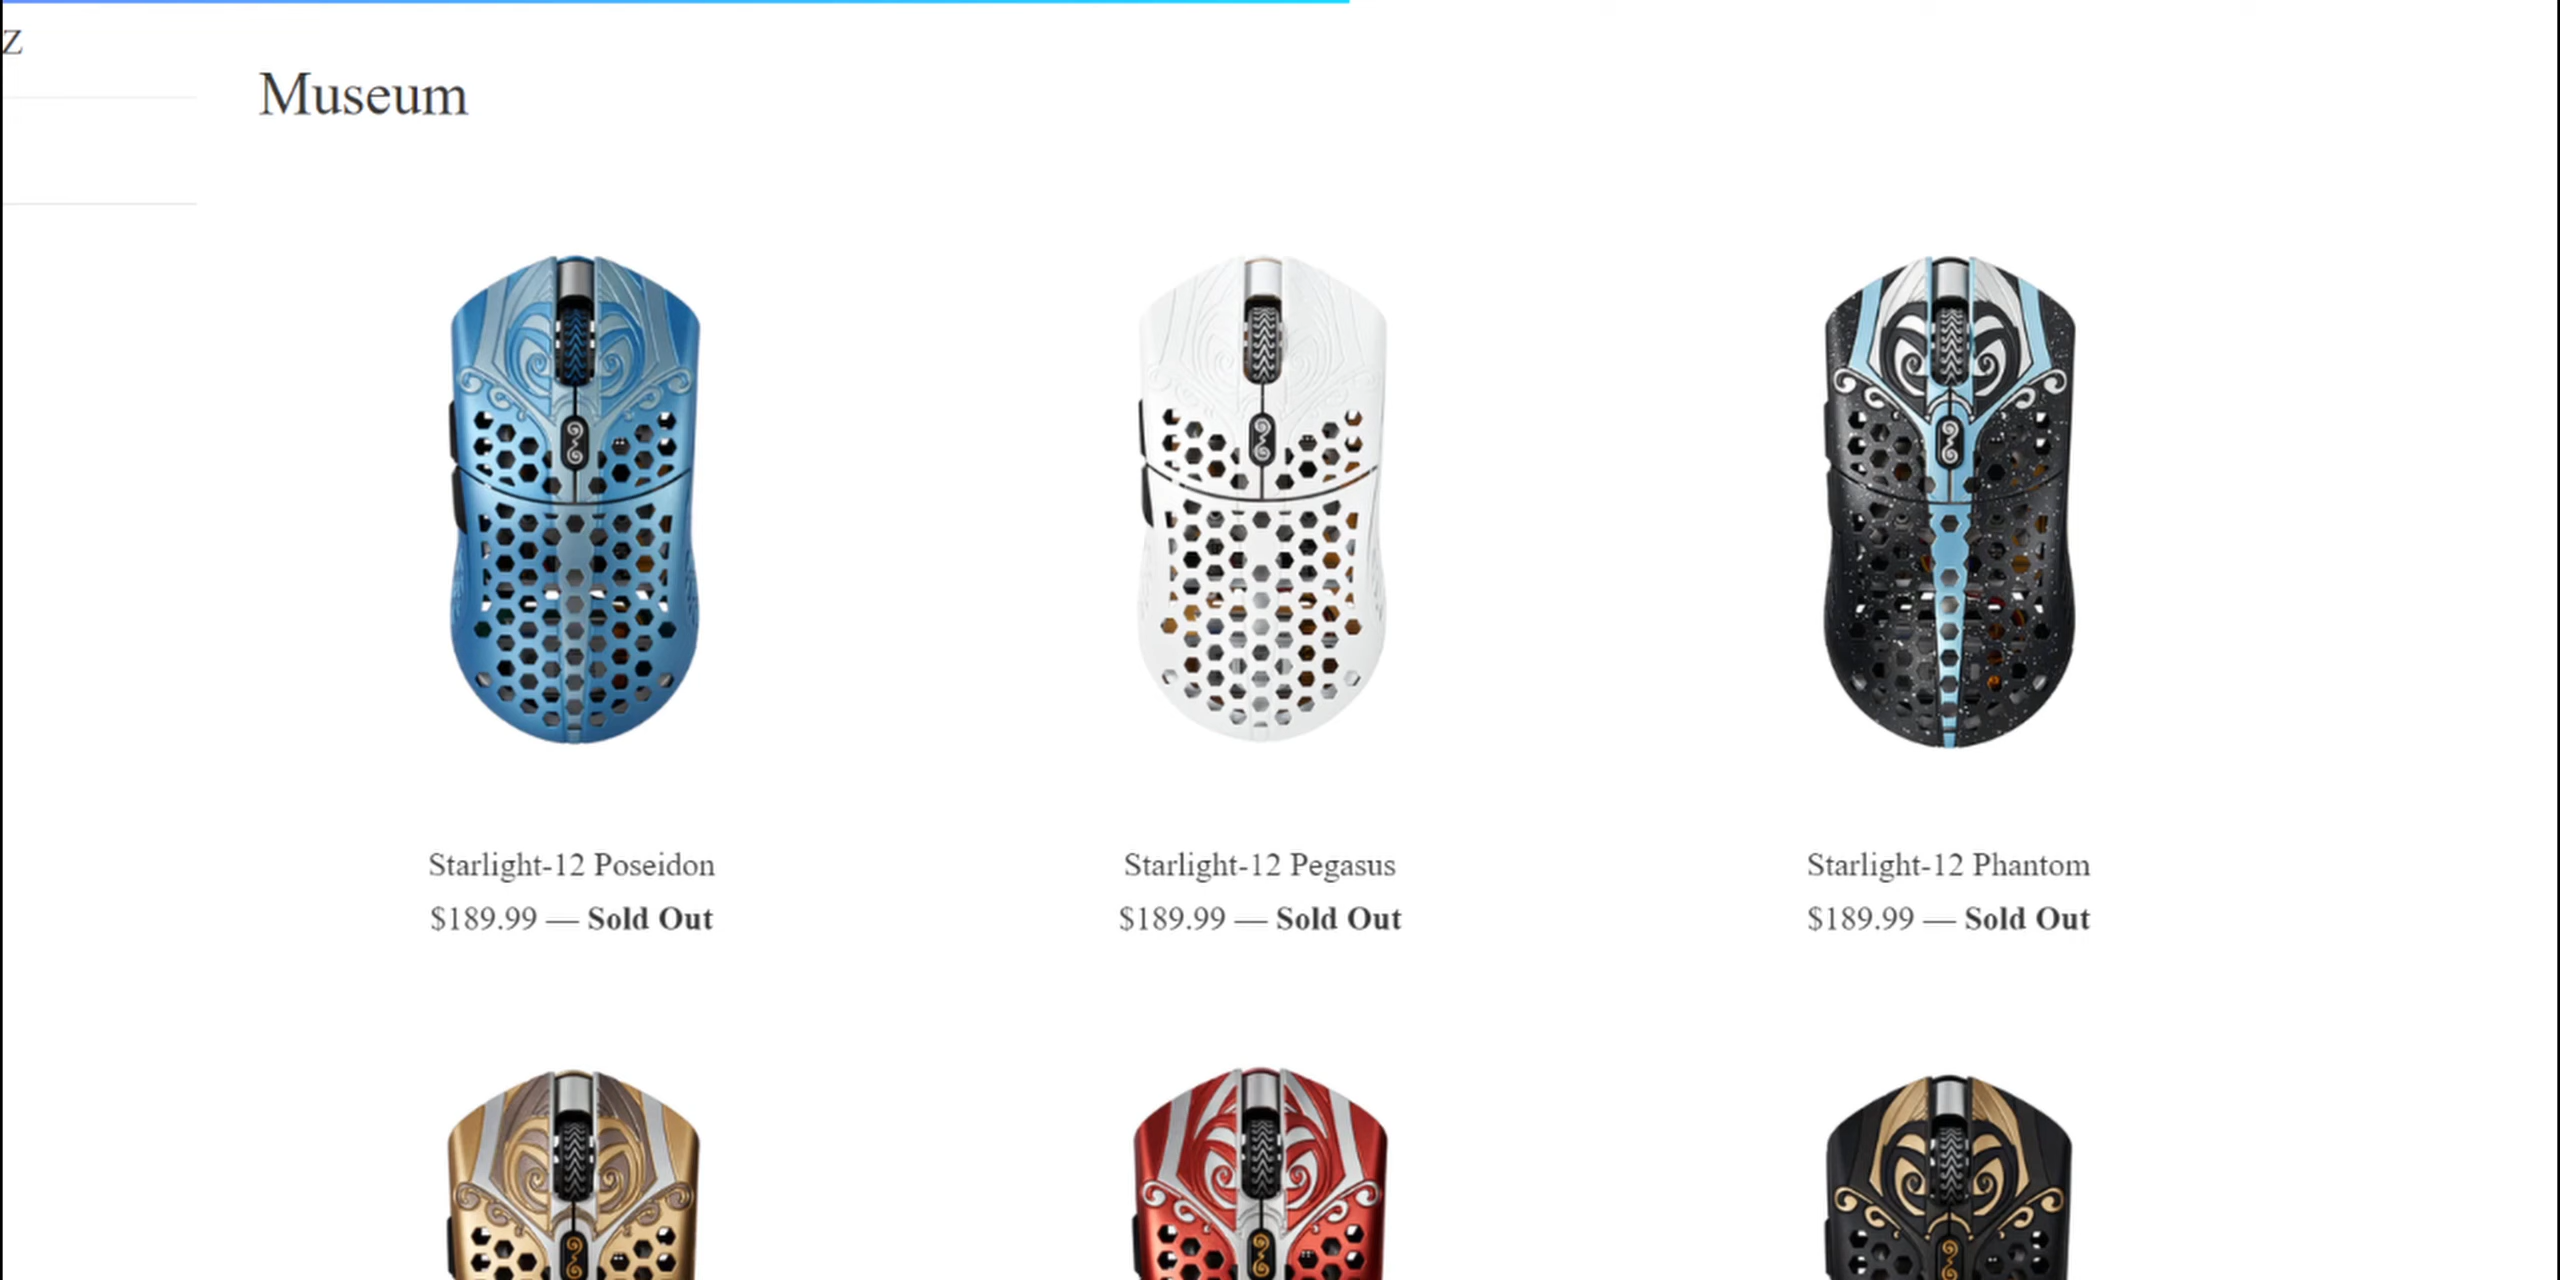 Z
Museum
Starlight-12 Poseidon
$189.99 — Sold Out
Starlight-12 Pegasus
$189.99 — Sold Out
Starlight-12 Phantom
$189.99 — Sold Out